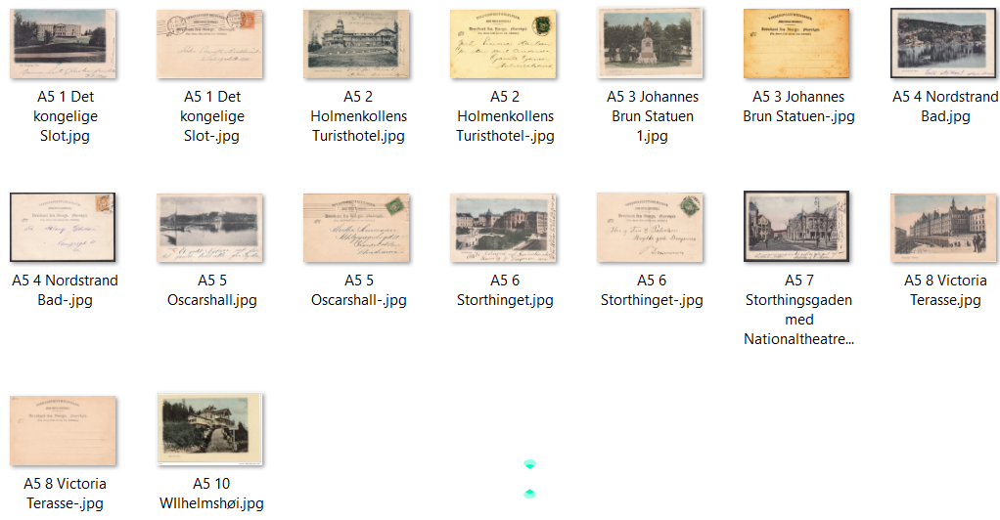 A5 1 Det
kongelige
Slot.jpg
A5 1 Det
kongelige
Slot-.jpg
A5 2
Holmenkollens
Turisthotel.jpg
A5 2
Holmenkollens
Turisthotel-.jpg
A5 3 Johannes
Brun Statuen
1.jpg
A5 3 Johannes
Brun Statuen-.jpg
A5 4 Nordstrand
Bad.jpg
A5 4 Nordstrand
Bad-.jpg
A5 5
Oscarshall.jpg
A5 5
Oscarshall-.jpg
A5 6
Storthinget.jpg
A5 6
Storthinget-.jpg
A5 7
Storthingsgaden
med
Nationaltheatre...
A5 8 Victoria
Terasse.jpg
A5 8 Victoria
Terasse-.jpg
A5 10
WIlhelmshøi.jpg